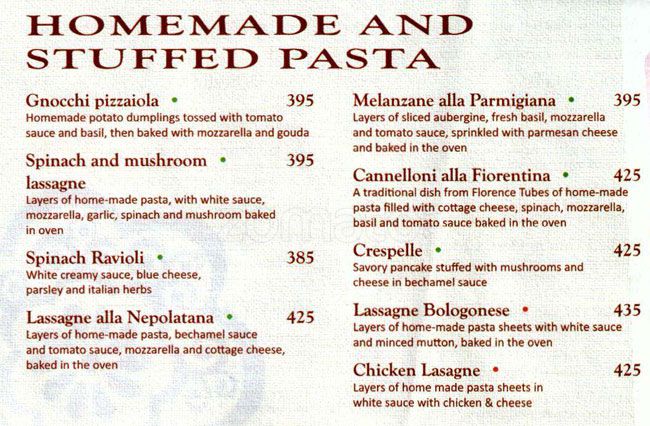 HOMEMADE AND
STUFFED PASTA
Gnocchi pizzaiola • 395
Homemade potato dumplings tossed with tomato
sauce and basil, then baked with mozzarella and gouda
Spinach and mushroom • 395
lassagne
Layers of home-made pasta, with white sauce,
mozzarella, garlic, spinach and mushroom baked
in oven
Spinach Ravioli • 385
White creamy sauce, blue cheese,
parsley and italian herbs
Lassagne alla Nepolatana • 425
Layers of home-made pasta, bechamel sauce
and tomato sauce, mozzarella and cottage cheese,
baked in the oven
Melanzane alla Parmigiana • 395
Layers of sliced aubergine, fresh basil, mozzarella
and tomato sauce, sprinkled with parmesan cheese
and baked in the oven
Cannelloni alla Fiorentina • 425
A traditional dish from Florence Tubes of home-made
pasta filled with cottage cheese, spinach, mozzarella,
basil and tomato sauce baked in the oven
Crespelle • 425
Savory pancake stuffed with mushrooms and
cheese in bechamel sauce
Lassagne Bologonese • 435
Layers of home-made pasta sheets with white sauce
and minced mutton, baked in the oven
Chicken Lasagne • 425
Layers of home made pasta sheets in
white sauce with chicken & cheese